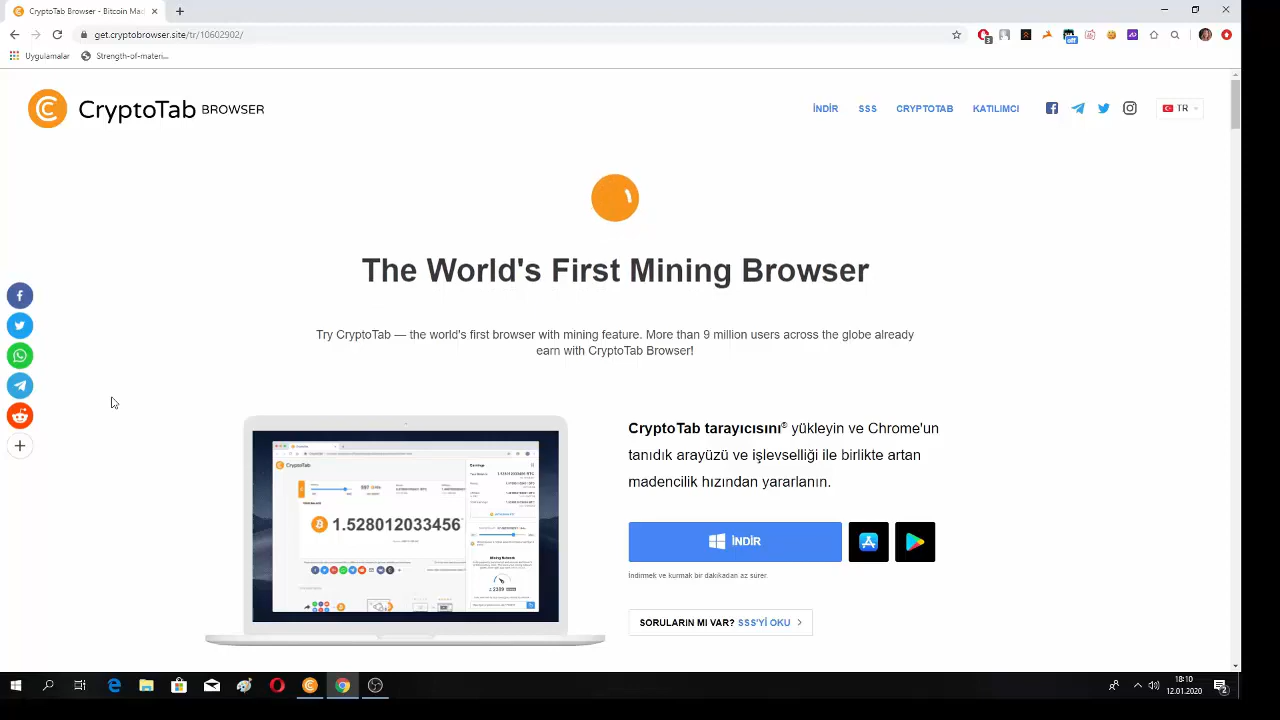 CryptoTab Browser - Bitcoin Ma
get.cryptobrowser.site/tr/10602902/
Uygulamalar
Strength-of-materi...
CryptoTab BROWSER
İNDİR
SSS
CRYPTOTAB
KATILIMCI
TR
The World's First Mining Browser
Try CryptoTab — the world's first browser with mining feature. More than 9 million users across the globe already
earn with CryptoTab Browser!
CryptoTab tarayıcısını® yükleyin ve Chrome'un
tanıdık arayüzü ve işlevselliği ile birlikte artan
madencilik hızından yararlanın.
CryptoTab
1.528012033456
İNDİR
İndirmek ve kurmak bir dakikadan az sürer.
SORULARIN MI VAR? SSS'Yİ OKU
18:10
12.01.2020
2